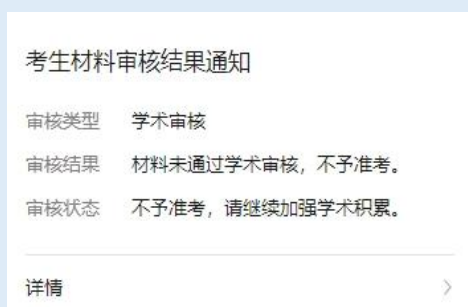 考生材料审核结果通知
审核类型 学术审核
审核结果 材料未通过学术审核，不予准考。
审核状态 不予准考，请继续加强学术积累。
详情